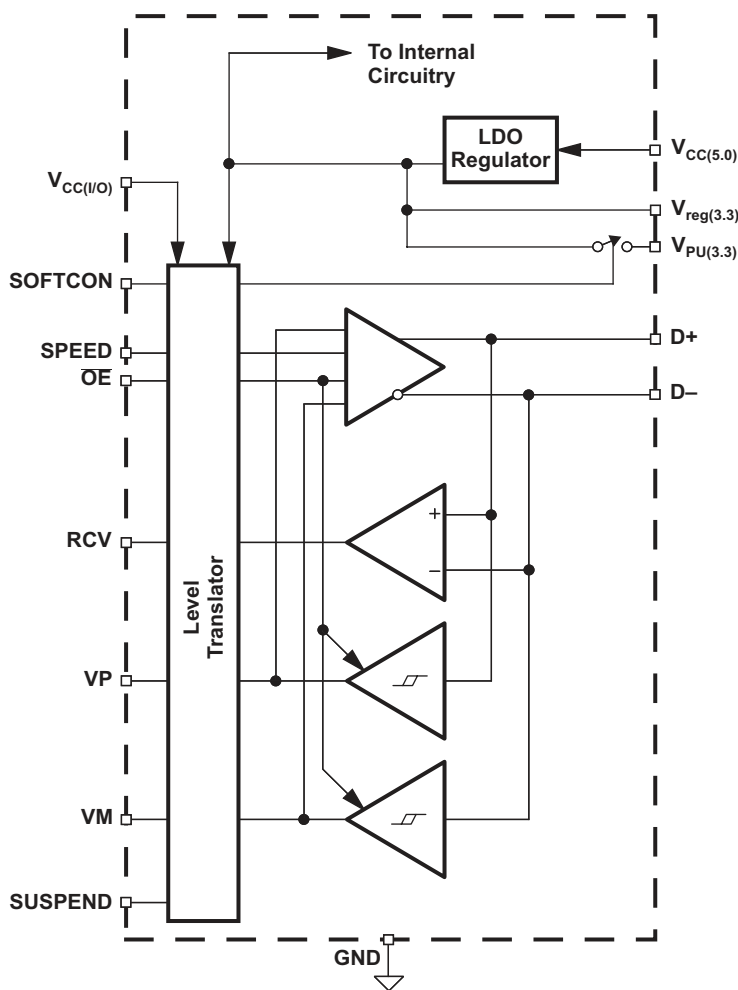 To Internal
Circuitry
LDO
Regulator
VCC(5.0)
VCC(I/O)
Vreg(3.3)
VPU(3.3)
SOFTCON
SPEED
D+
OE
D–
+
RCV
–
Level
Translator
VP
VM
SUSPEND
GND